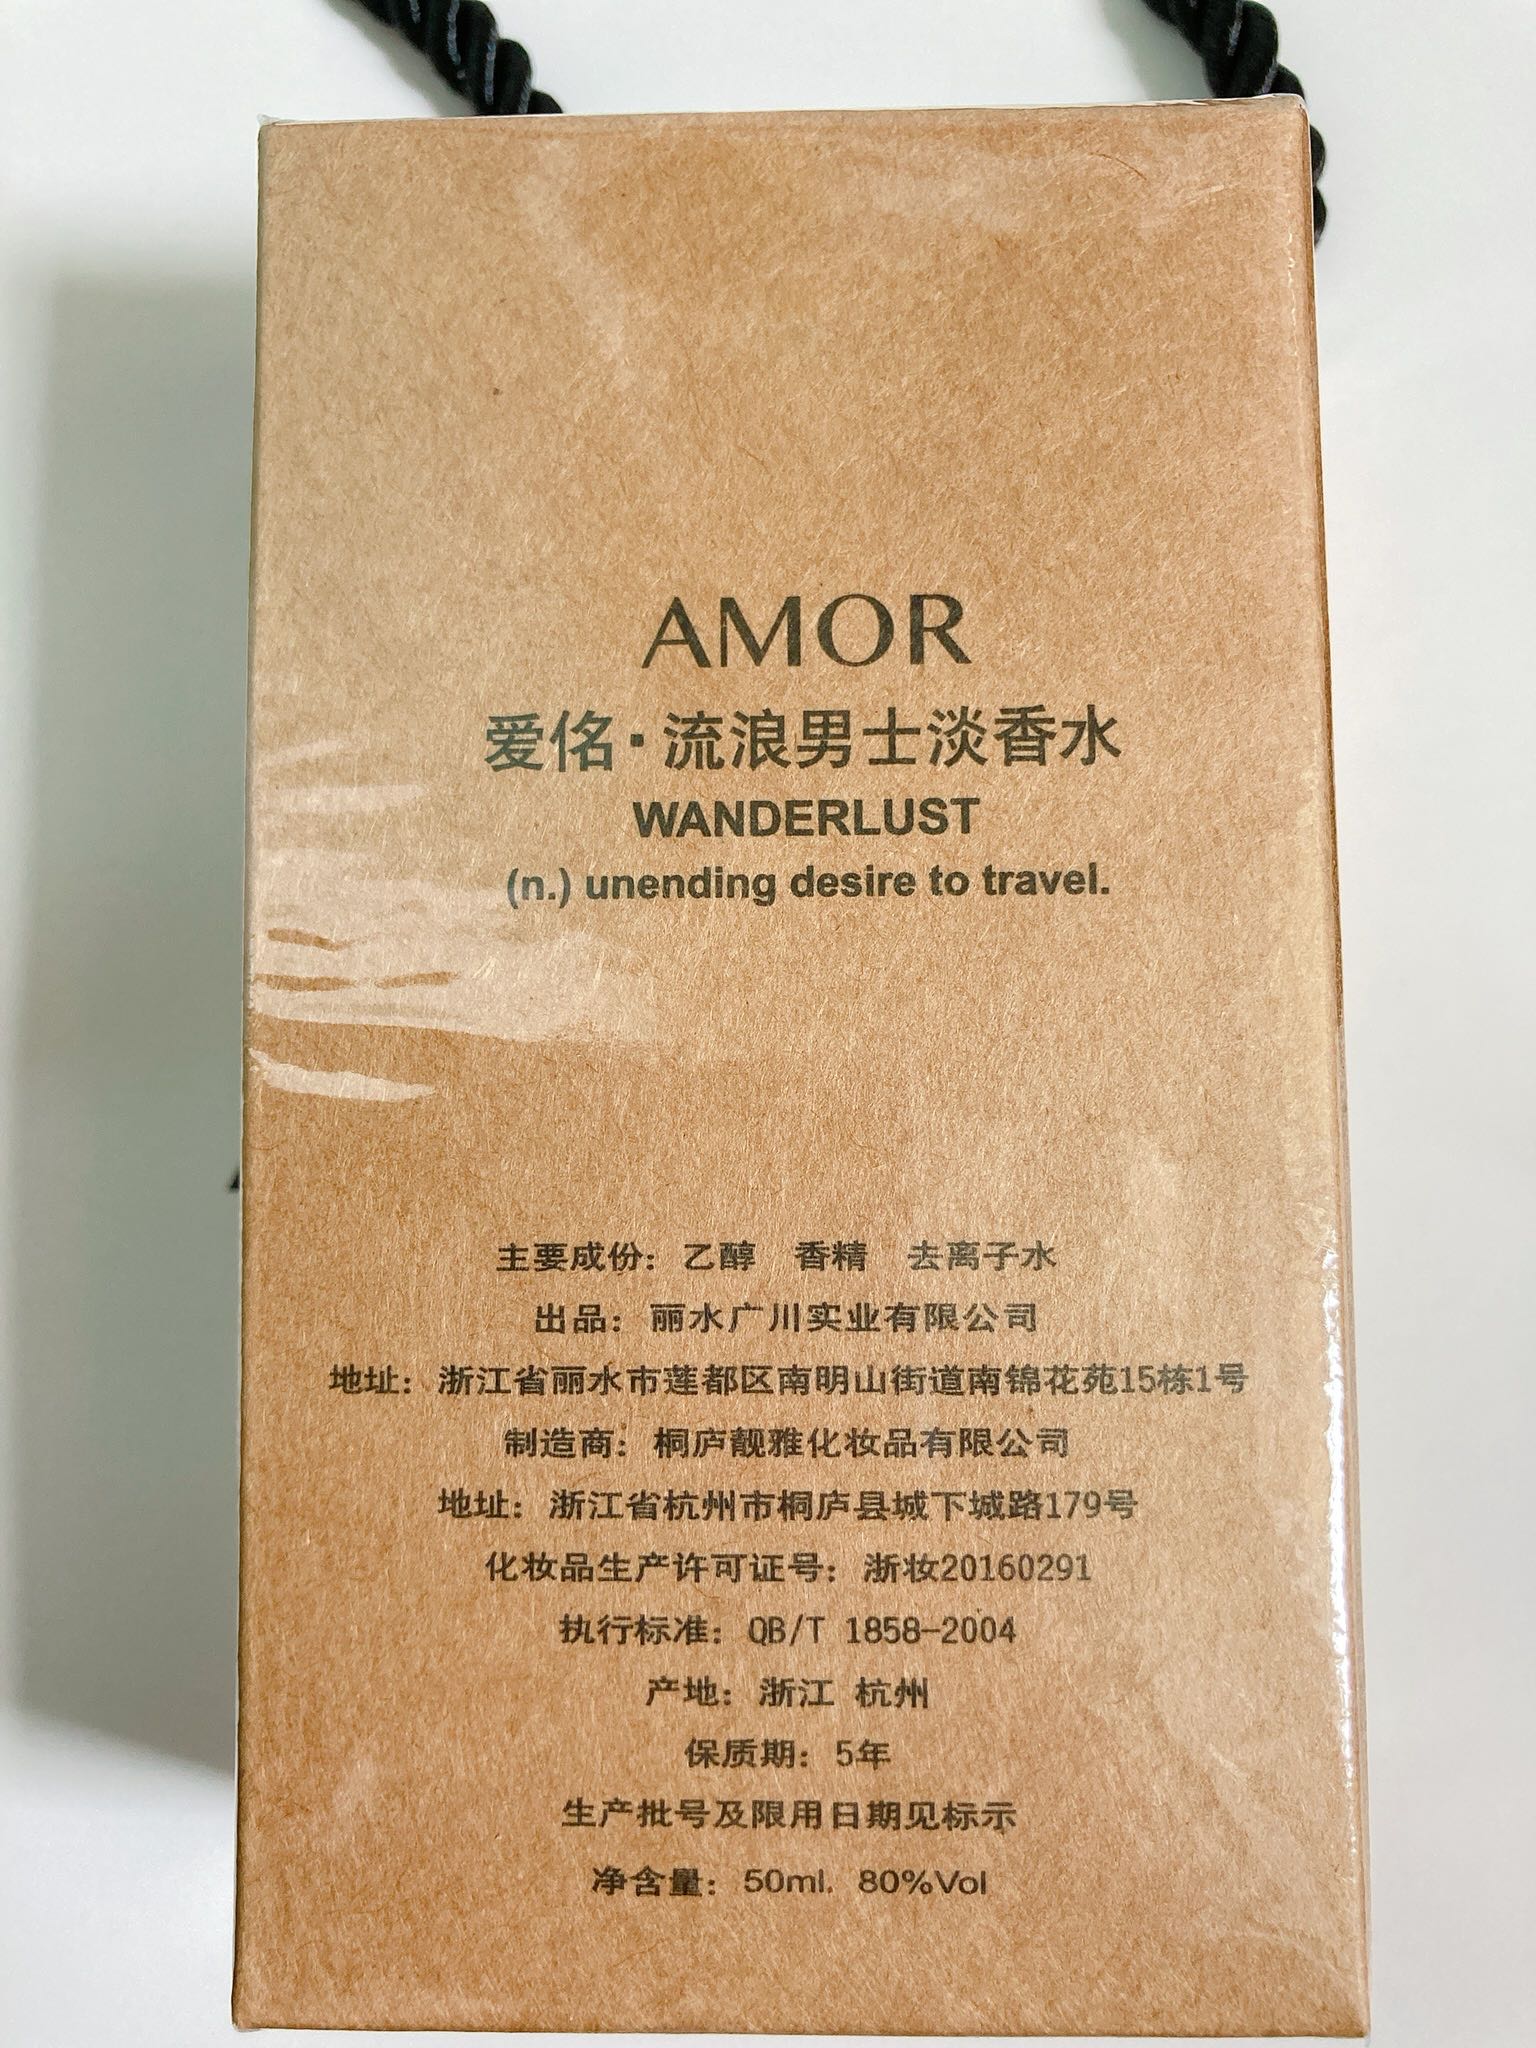 AMOR
爱佲·流浪男士淡香水
WANDERLUST
(n.) unending desire to travel.
主要成份：乙醇 香精 去离子水
出品：丽水广川实业有限公司
地址：浙江省丽水市莲都区南明山街道南锦花苑15栋1号
制造商：桐庐靓雅化妆品有限公司
地址：浙江省杭州市桐庐县城下城路179号
化妆品生产许可证号：浙妆20160291
执行标准：QB/T 1858-2004
产地：浙江 杭州
保质期：5年
生产批号及限用日期见标示
净含量：50ml. 80%Vol